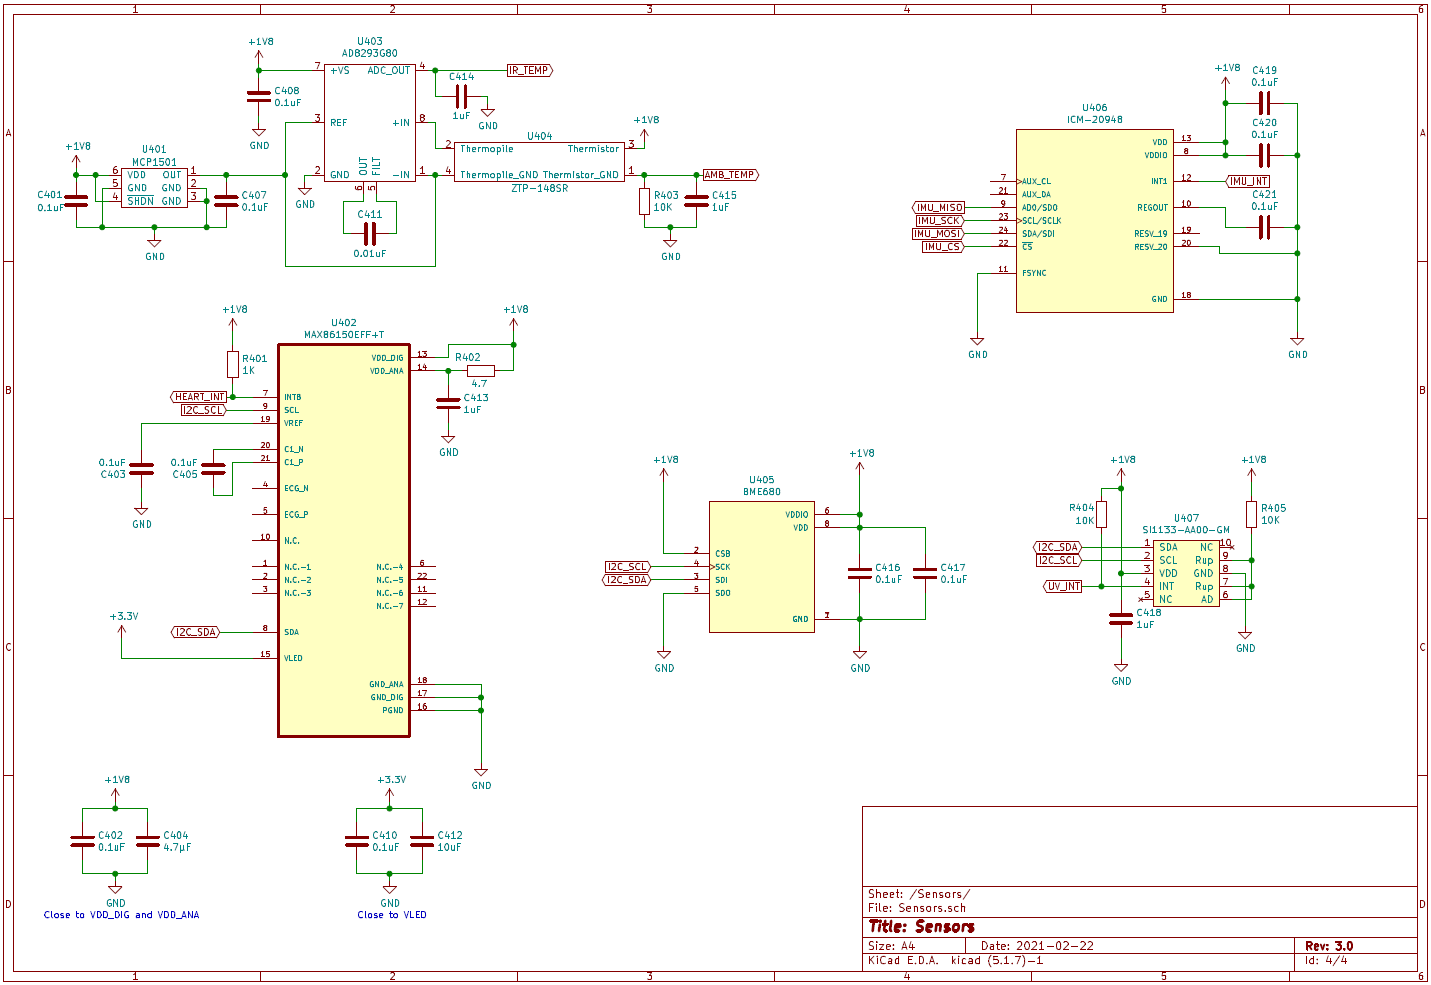 1 2 3 4 5 6
A
B
C
D
+1V8
U401
MCP1501
6 VDD OUT 1
5 GND GND 2
4 SHDN GND 3
C401
0.1uF
C407
0.1uF
GND
+1V8
C408
0.1uF
GND
U403
AD8293G80
7 +VS ADC_OUT 4
3 REF +IN 8
2 GND -IN 1
OUT 6
FILT 5
GND
C411
0.01uF
IR_TEMP
C414
1uF
GND
U404
2 Thermopile Thermistor 3
4 Thermopile_GND Thermistor_GND 1
ZTP-148SR
+1V8
AMB_TEMP
R403
10K
C415
1uF
GND
U406
ICM-20948
7 AUX_CL
21 AUX_DA
IMU_MISO 9 AD0/SDO
IMU_SCK 23 SCL/SCLK
IMU_MOSI 24 SDA/SDI
IMU_CS 22 CS
11 FSYNC
VDD 13
VDDIO 8
INT1 12 IMU_INT
REGOUT 10
RESV_19 19
RESV_20 20
GND 18
+1V8
C419
0.1uF
C420
0.1uF
C421
0.1uF
GND
GND
+1V8
R401
1K
U402
MAX86150EFF+T
HEART_INT 7 INTB
I2C_SCL 9 SCL
19 VREF
20 C1_N
21 C1_P
4 ECG_N
5 ECG_P
10 N.C.
1 N.C.-1
2 N.C.-2
3 N.C.-3
I2C_SDA 8 SDA
15 VLED
VDD_DIG 13
VDD_ANA 14
N.C.-4 6
N.C.-5 22
N.C.-6 11
N.C.-7 12
GND_ANA 18
GND_DIG 17
PGND 16
0.1uF
C403
0.1uF
C405
GND
+3.3V
+1V8
R402
4.7
C413
1uF
GND
GND
+1V8
U405
BME680
2 CSB
I2C_SCL 4 SCK
I2C_SDA 3 SDI
5 SDO
VDDIO 6
VDD 8
GND
+1V8
C416
0.1uF
C417
0.1uF
GND
GND
+1V8
R404
10K
U407
SI1133-AA00-GM
I2C_SDA 1 SDA NC 10
I2C_SCL 2 SCL Rup 9
3 VDD GND 8
UV_INT 4 INT Rup 7
5 NC AD 6
+1V8
R405
10K
C418
1uF
GND
GND
+1V8
C402
0.1uF
C404
4.7µF
GND
Close to VDD_DIG and VDD_ANA
+3.3V
C410
0.1uF
C412
10uF
GND
Close to VLED
Sheet: /Sensors/
File: Sensors.sch
Title: Sensors
Size: A4 Date: 2021-02-22 Rev: 3.0
KiCad E.D.A. kicad (5.1.7)-1 Id: 4/4
1 2 3 4 5 6
A
B
C
D